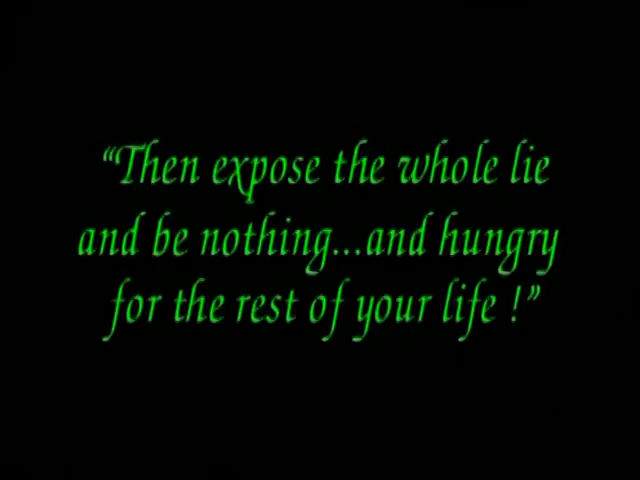 “Then expose the whole lie
and be nothing...and hungry
for the rest of your life !”